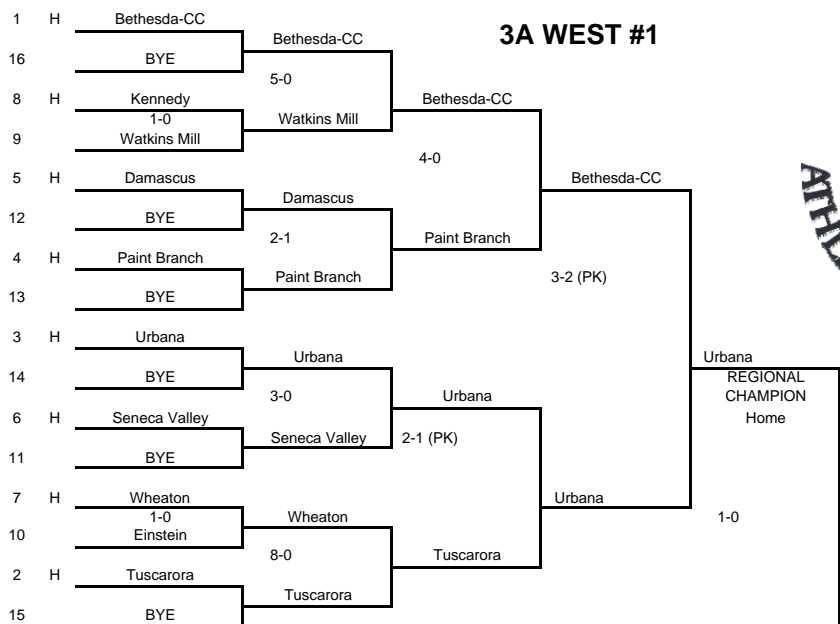 3A WEST #1
1 H Bethesda-CC
Bethesda-CC
16 BYE
5-0
8 H Kennedy
Bethesda-CC
1-0
Watkins Mill
9 Watkins Mill
4-0
5 H Damascus
Bethesda-CC
Damascus
12 BYE
2-1
Paint Branch
4 H Paint Branch
Paint Branch
3-2 (PK)
13 BYE
3 H Urbana
Urbana
Urbana
14 BYE
REGIONAL
CHAMPION
3-0
Urbana
6 H Seneca Valley
Home
Seneca Valley
2-1 (PK)
11 BYE
7 H Wheaton
Urbana
1-0
Wheaton
1-0
10 Einstein
8-0
Tuscarora
2 H Tuscarora
Tuscarora
15 BYE